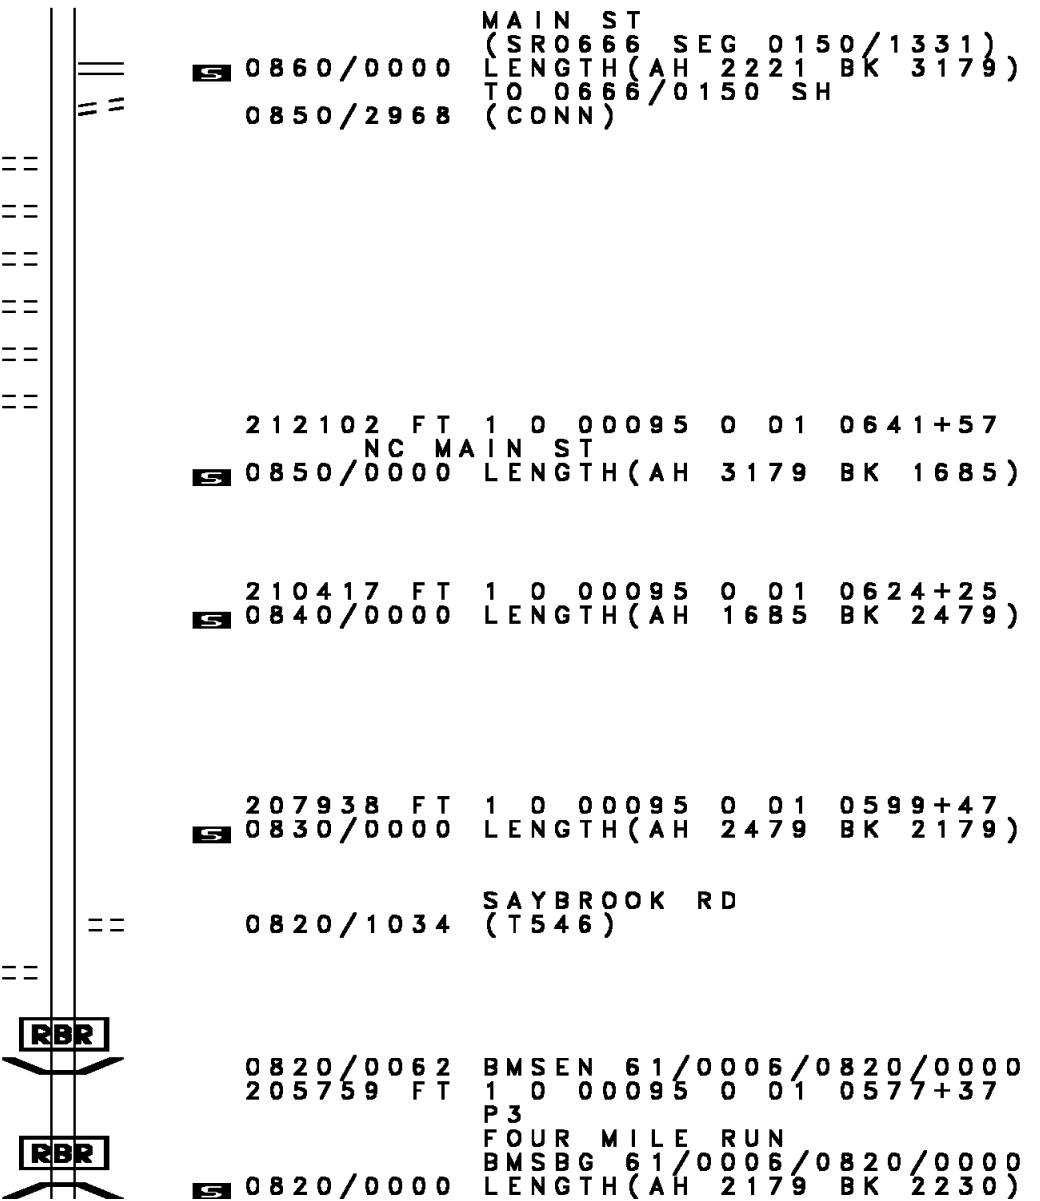 MAIN ST
(SR0666 SEG 0150/1331)
S 0860/0000 LENGTH(AH 2221 BK 3179)
TO 0666/0150 SH
0850/2968 (CONN)
212102 FT 1 0 00095 0 01 0641+57
NC MAIN ST
S 0850/0000 LENGTH(AH 3179 BK 1685)
210417 FT 1 0 00095 0 01 0624+25
S 0840/0000 LENGTH(AH 1685 BK 2479)
207938 FT 1 0 00095 0 01 0599+47
S 0830/0000 LENGTH(AH 2479 BK 2179)
SAYBROOK RD
0820/1034 (T546)
RBR
0820/0062 BMSEN 61/0006/0820/0000
205759 FT 1 0 00095 0 01 0577+37
P3
FOUR MILE RUN
RBR
BMSBG 61/0006/0820/0000
S 0820/0000 LENGTH(AH 2179 BK 2230)